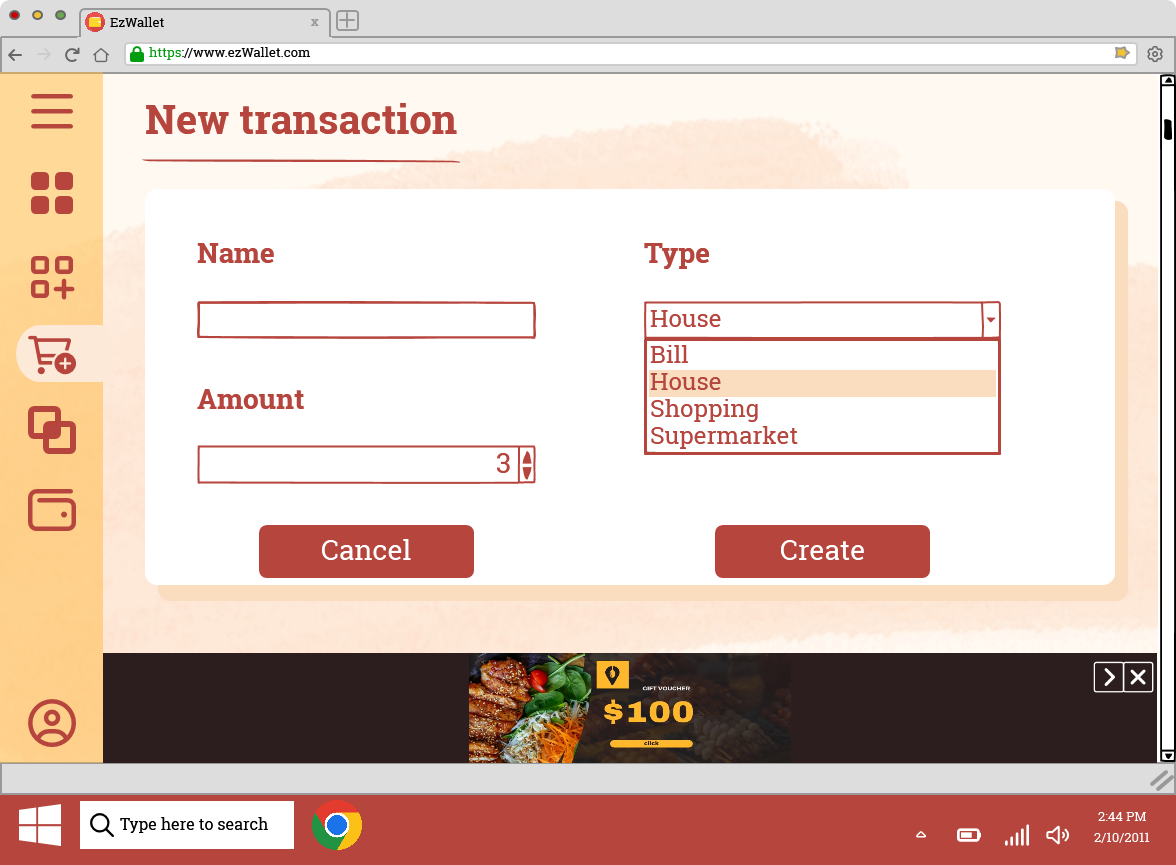 EzWallet
x
https://www.ezWallet.com
New transaction
Name
Type
House
Bill
House
Shopping
Supermarket
Amount
3
Cancel
Create
GIFT VOUCHER
$100
click
Type here to search
2:44 PM
2/10/2011